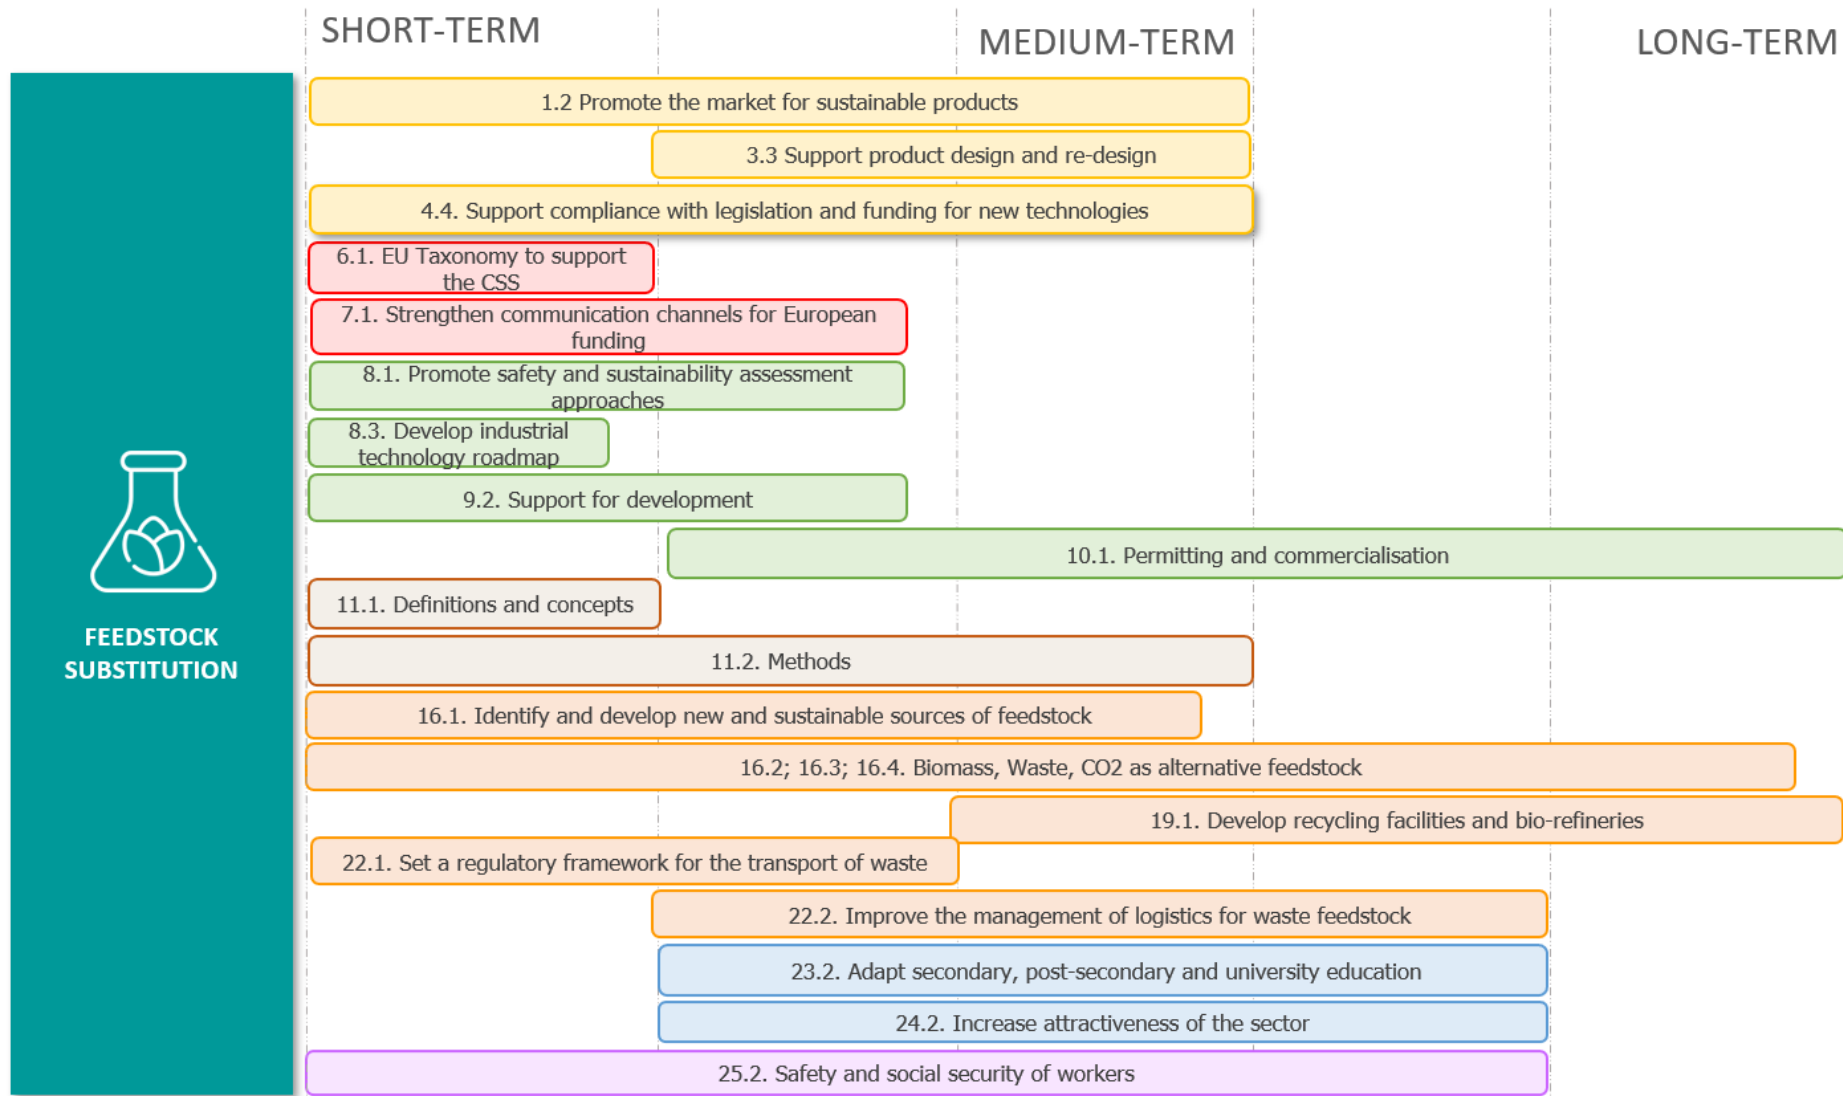 SHORT-TERM
MEDIUM-TERM
LONG-TERM
1.2 Promote the market for sustainable products
3.3 Support product design and re-design
4.4. Support compliance with legislation and funding for new technologies
6.1. EU Taxonomy to support
the CSS
7.1. Strengthen communication channels for European
funding
8.1. Promote safety and sustainability assessment
approaches
8.3. Develop industrial
technology roadmap
9.2. Support for development
10.1. Permitting and commercialisation
11.1. Definitions and concepts
FEEDSTOCK
SUBSTITUTION
11.2. Methods
16.1. Identify and develop new and sustainable sources of feedstock
16.2; 16.3; 16.4. Biomass, Waste, CO2 as alternative feedstock
19.1. Develop recycling facilities and bio-refineries
22.1. Set a regulatory framework for the transport of waste
22.2. Improve the management of logistics for waste feedstock
23.2. Adapt secondary, post-secondary and university education
24.2. Increase attractiveness of the sector
25.2. Safety and social security of workers